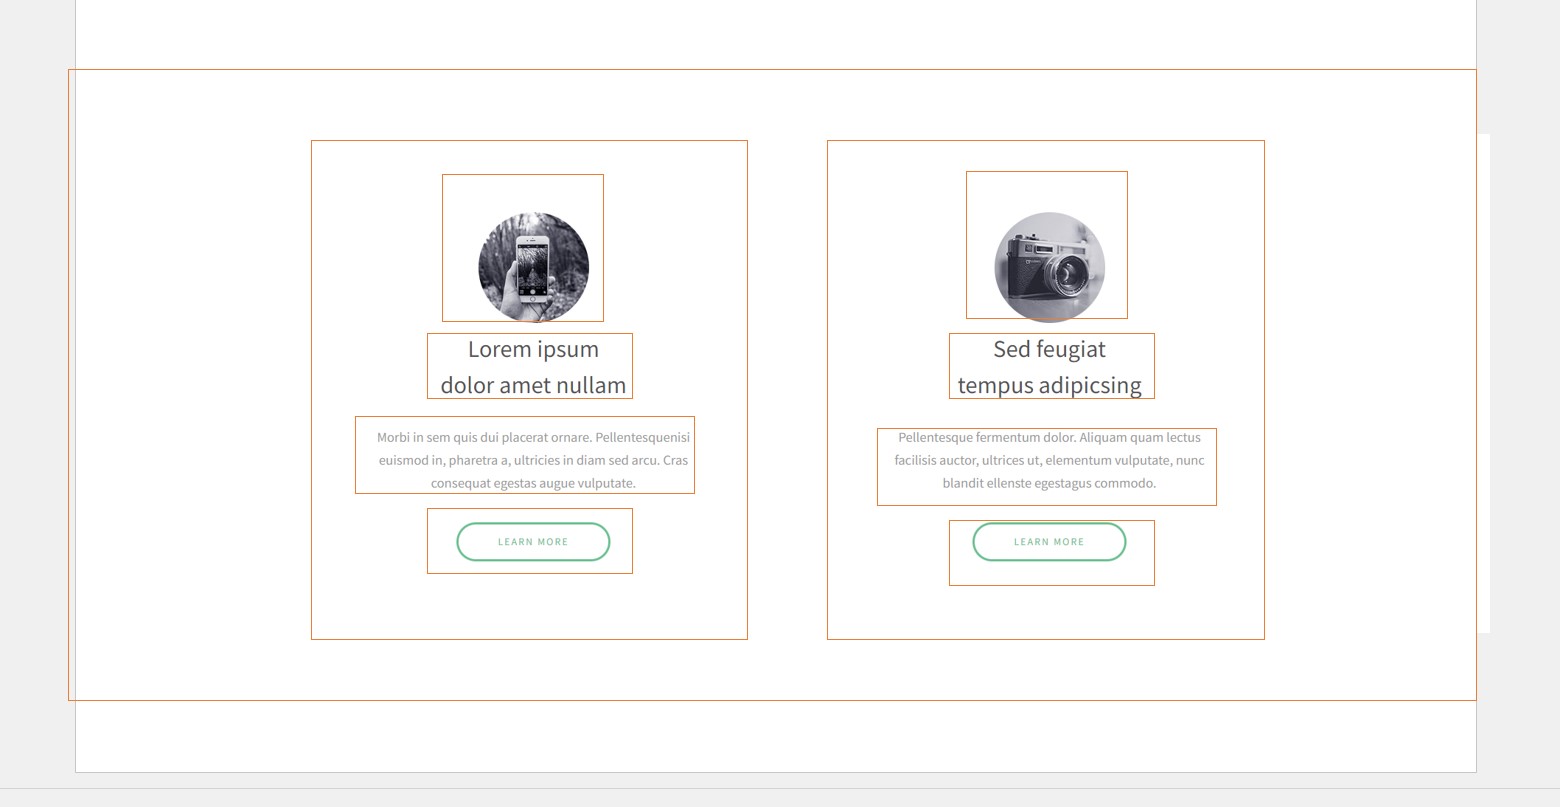 Lorem ipsum
dolor amet nullam
Morbi in sem quis dui placerat ornare. Pellentesquenisi
euismod in, pharetra a, ultricies in diam sed arcu. Cras
consequat egestas augue vulputate.
LEARN MORE
Sed feugiat
tempus adipicsing
Pellentesque fermentum dolor. Aliquam quam lectus
facilisis auctor, ultrices ut, elementum vulputate, nunc
blandit ellenste egestagus commodo.
LEARN MORE